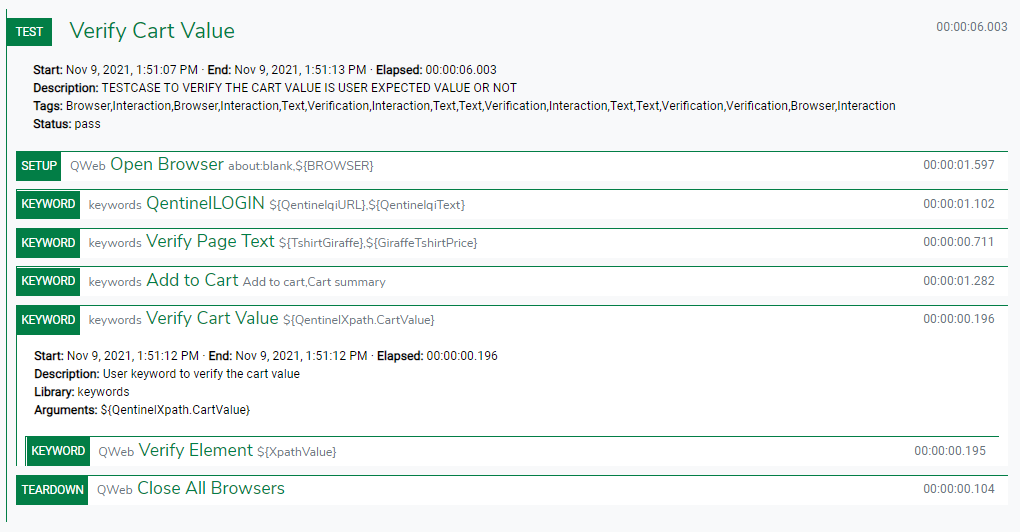 TEST Verify Cart Value 00:00:06.003
Start: Nov 9, 2021, 1:51:07 PM · End: Nov 9, 2021, 1:51:13 PM · Elapsed: 00:00:06.003
Description: TESTCASE TO VERIFY THE CART VALUE IS USER EXPECTED VALUE OR NOT
Tags: Browser,Interaction,Browser,Interaction,Text,Verification,Interaction,Text,Text,Verification,Interaction,Text,Text,Verification,Verification,Browser,Interaction
Status: pass
SETUP QWeb Open Browser about:blank,${BROWSER} 00:00:01.597
KEYWORD keywords QentinelLOGIN ${QentinelqiURL},${QentinelqiText} 00:00:01.102
KEYWORD keywords Verify Page Text ${TshirtGiraffe},${GiraffeTshirtPrice} 00:00:00.711
KEYWORD keywords Add to Cart Add to cart,Cart summary 00:00:01.282
KEYWORD keywords Verify Cart Value ${QentinelXpath.CartValue} 00:00:00.196
Start: Nov 9, 2021, 1:51:12 PM · End: Nov 9, 2021, 1:51:12 PM · Elapsed: 00:00:00.196
Description: User keyword to verify the cart value
Library: keywords
Arguments: ${QentinelXpath.CartValue}
KEYWORD QWeb Verify Element ${XpathValue} 00:00:00.195
TEARDOWN QWeb Close All Browsers 00:00:00.104